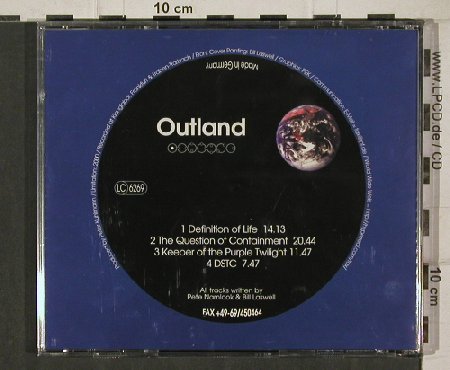 Outland
LC 6269
1 Definition of Life 14.13
2 The Question of Containment 20.44
3 Keeper of the Purple Twilight 11.47
4 DSTC 7.47
All tracks written by
Pete Namlook & Bill Laswell
FAX +49-69/450464
Made in Germany
10 cm
10 cm
www.LPCD.de / CD